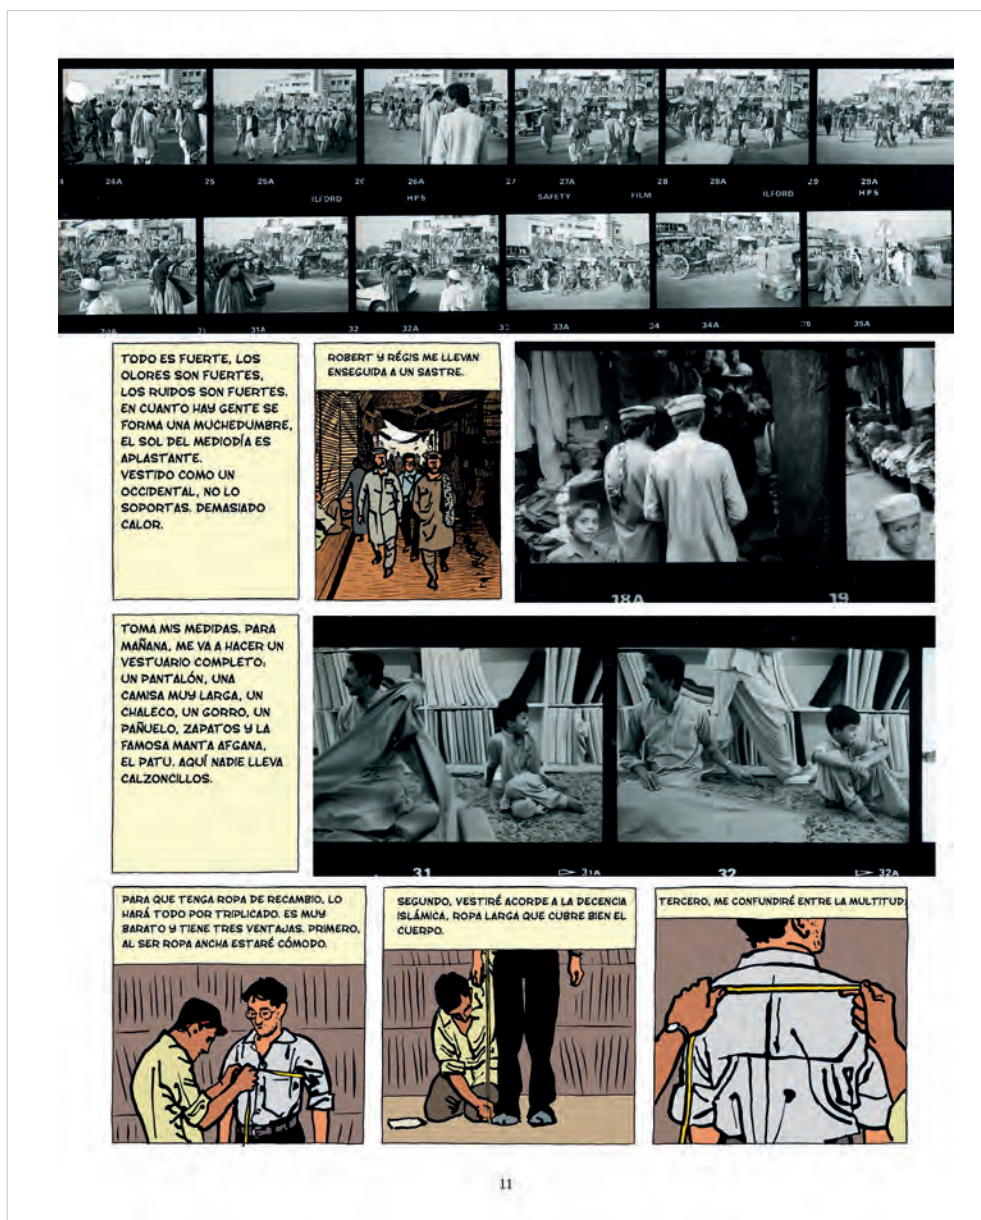 24A 25 25A 26 26A 27 27A 28 28A 29 29A
ILFORD HP5 SAFETY FILM ILFORD HP5
31A 32 32A 33 33A 34 34A 35 35A
TODO ES FUERTE, LOS
OLORES SON FUERTES,
LOS RUIDOS SON FUERTES.
EN CUANTO HAY GENTE SE
FORMA UNA MUCHEDUMBRE,
EL SOL DEL MEDIODÍA ES
APLASTANTE.
VESTIDO COMO UN
OCCIDENTAL, NO LO
SOPORTAS. DEMASIADO
CALOR.
ROBERT Y RÉGIS ME LLEVAN
ENSEGUIDA A UN SASTRE.
18A 19
TOMA MIS MEDIDAS. PARA
MAÑANA, ME VA A HACER UN
VESTUARIO COMPLETO:
UN PANTALÓN, UNA
CAMISA MUY LARGA, UN
CHALECO, UN GORRO, UN
PAÑUELO, ZAPATOS Y LA
FAMOSA MANTA AFGANA,
EL PATU. AQUÍ NADIE LLEVA
CALZONCILLOS.
31 31A 32 32A
PARA QUE TENGA ROPA DE RECAMBIO, LO
HARÁ TODO POR TRIPLICADO. ES MUY
BARATO Y TIENE TRES VENTAJAS. PRIMERO,
AL SER ROPA ANCHA ESTARÉ CÓMODO.
SEGUNDO, VESTIRÉ ACORDE A LA DECENCIA
ISLÁMICA, ROPA LARGA QUE CUBRE BIEN EL
CUERPO.
TERCERO, ME CONFUNDIRÉ ENTRE LA MULTITUD.
11